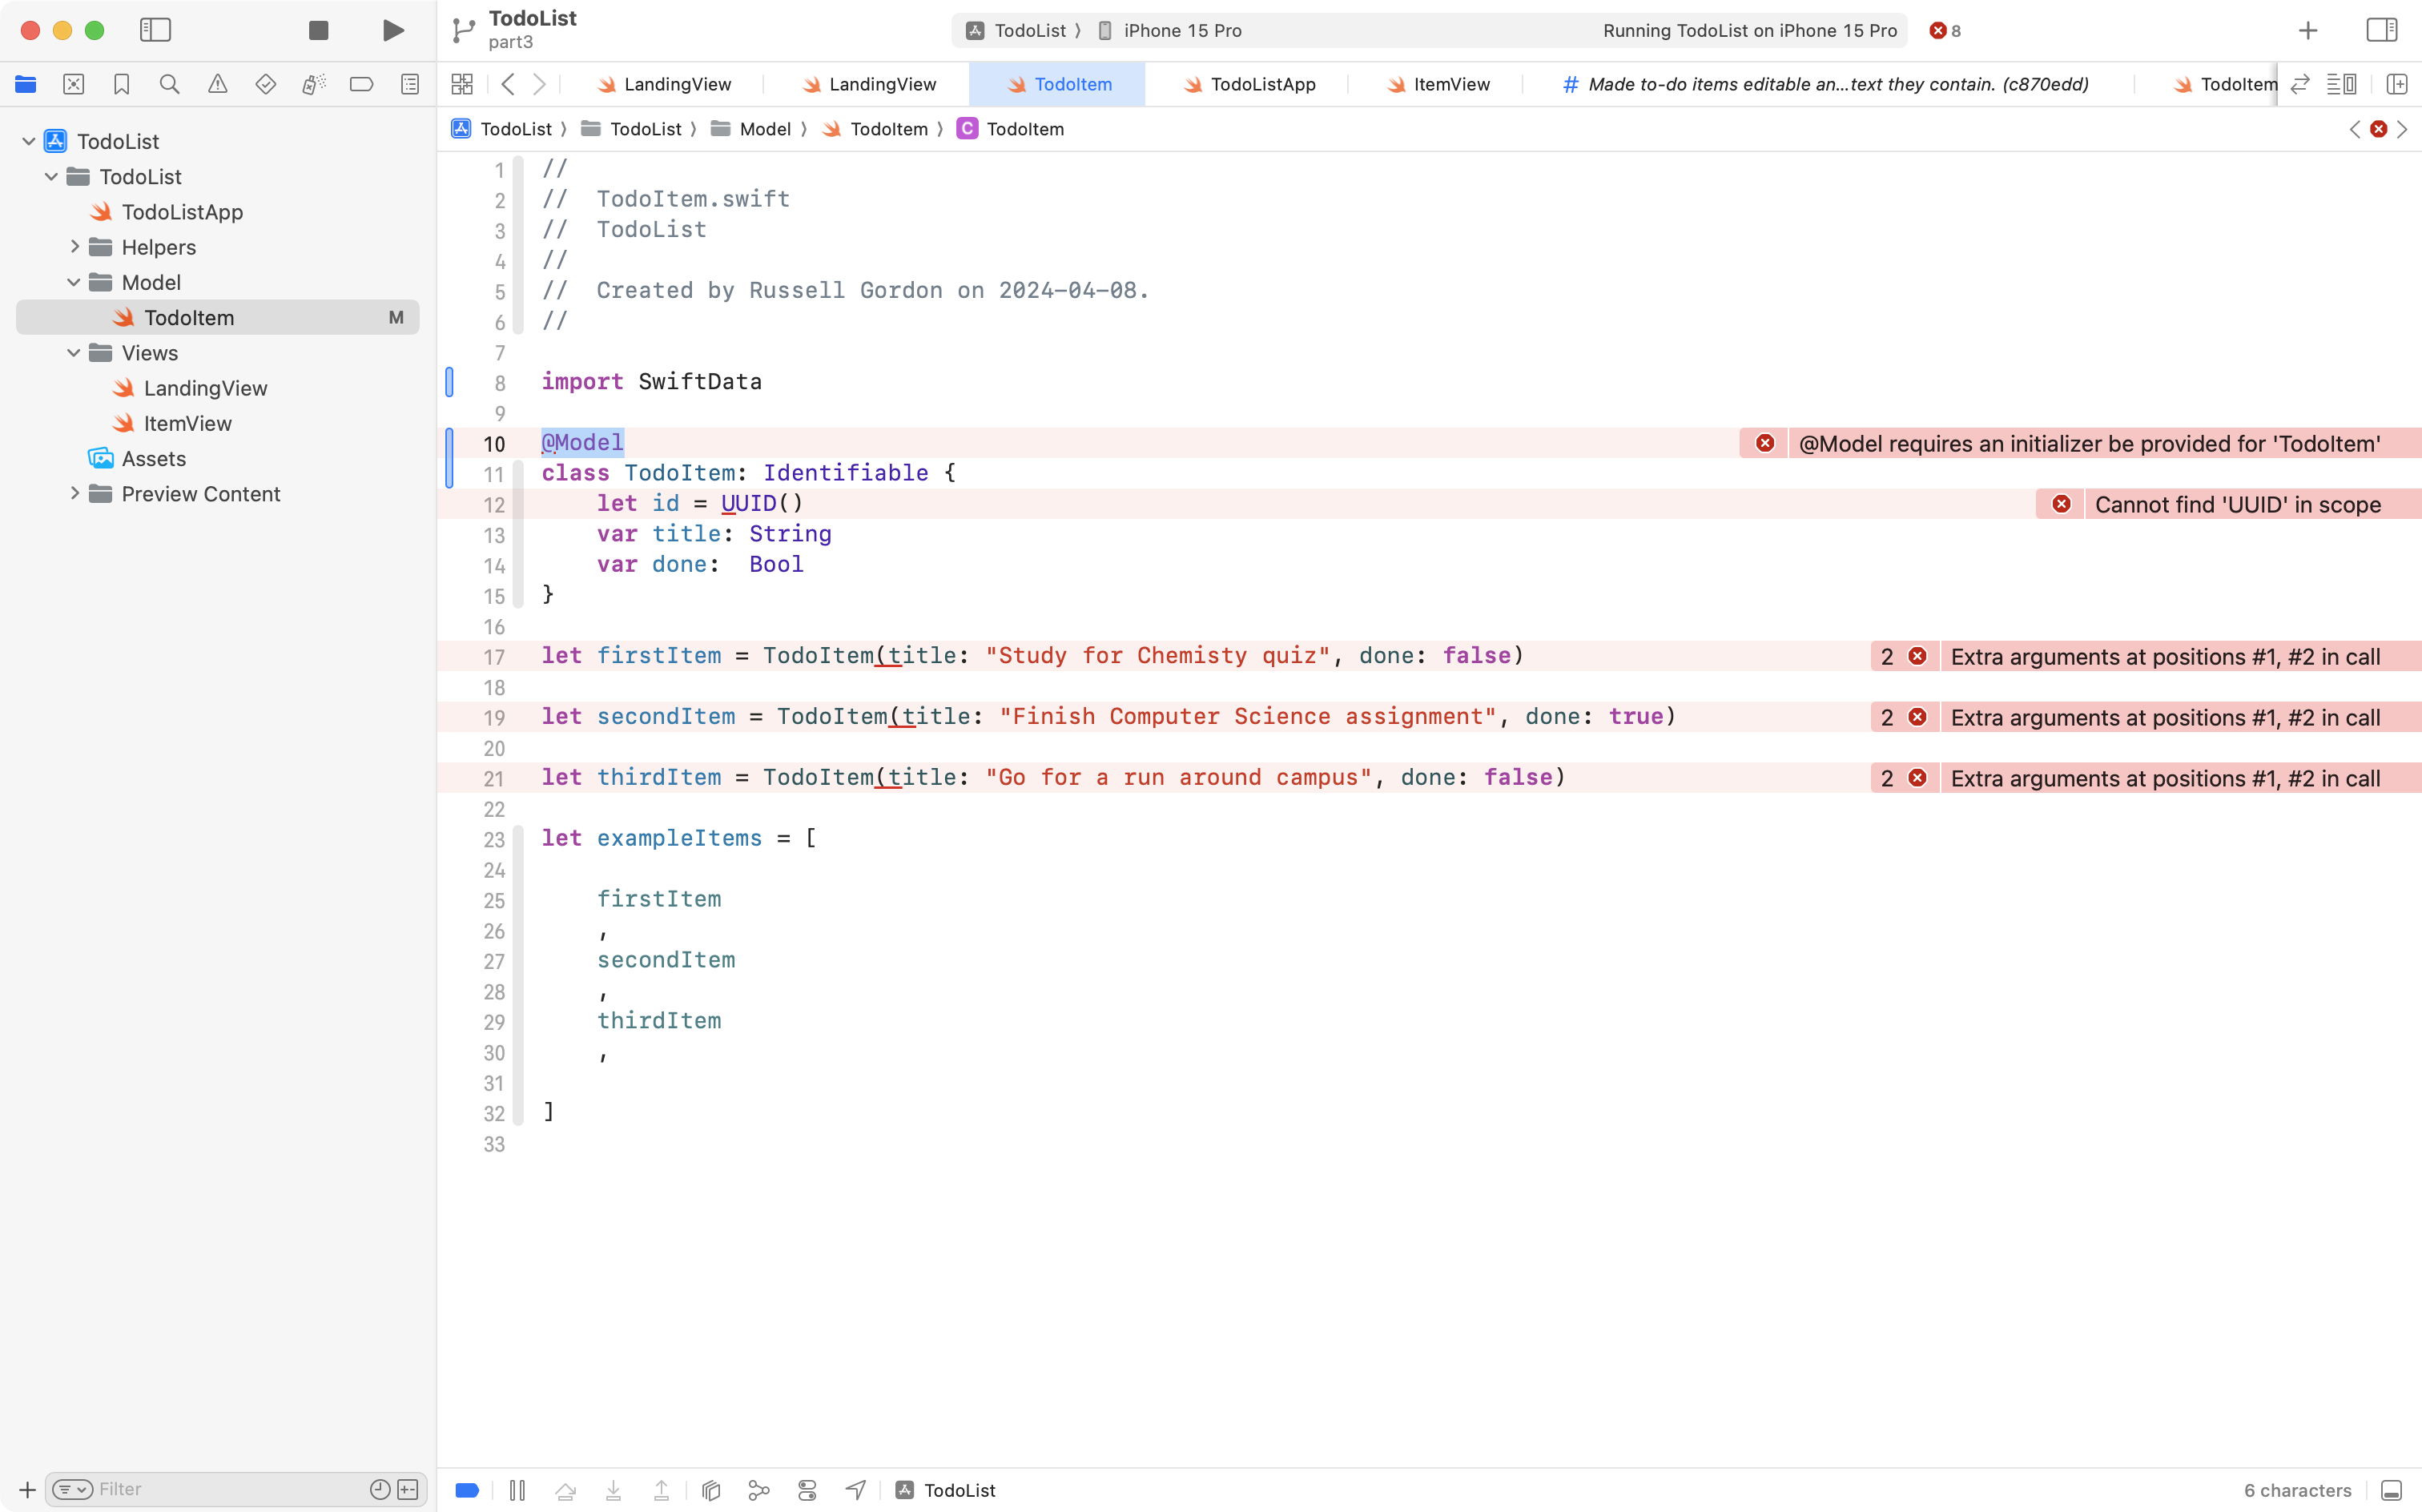 TodoList
part3
TodoList
iPhone 15 Pro
Running TodoList on iPhone 15 Pro
8
LandingView
LandingView
TodoItem
TodoListApp
ItemView
# Made to-do items editable an...text they contain. (c870edd)
TodoItem
TodoList
TodoList
Model
TodoItem
C TodoItem
TodoList
TodoList
TodoListApp
Helpers
Model
TodoItem M
Views
LandingView
ItemView
Assets
Preview Content
1 //
2 //  TodoItem.swift
3 //  TodoList
4 //
5 //  Created by Russell Gordon on 2024-04-08.
6 //
7
8 import SwiftData
9
10 @Model
@Model requires an initializer be provided for 'TodoItem'
11 class TodoItem: Identifiable {
12     let id = UUID()
Cannot find 'UUID' in scope
13     var title: String
14     var done:  Bool
15 }
16
17 let firstItem = TodoItem(title: "Study for Chemisty quiz", done: false)
2 Extra arguments at positions #1, #2 in call
18
19 let secondItem = TodoItem(title: "Finish Computer Science assignment", done: true)
2 Extra arguments at positions #1, #2 in call
20
21 let thirdItem = TodoItem(title: "Go for a run around campus", done: false)
2 Extra arguments at positions #1, #2 in call
22
23 let exampleItems = [
24
25     firstItem
26     ,
27     secondItem
28     ,
29     thirdItem
30     ,
31
32 ]
33
Filter
TodoList
6 characters